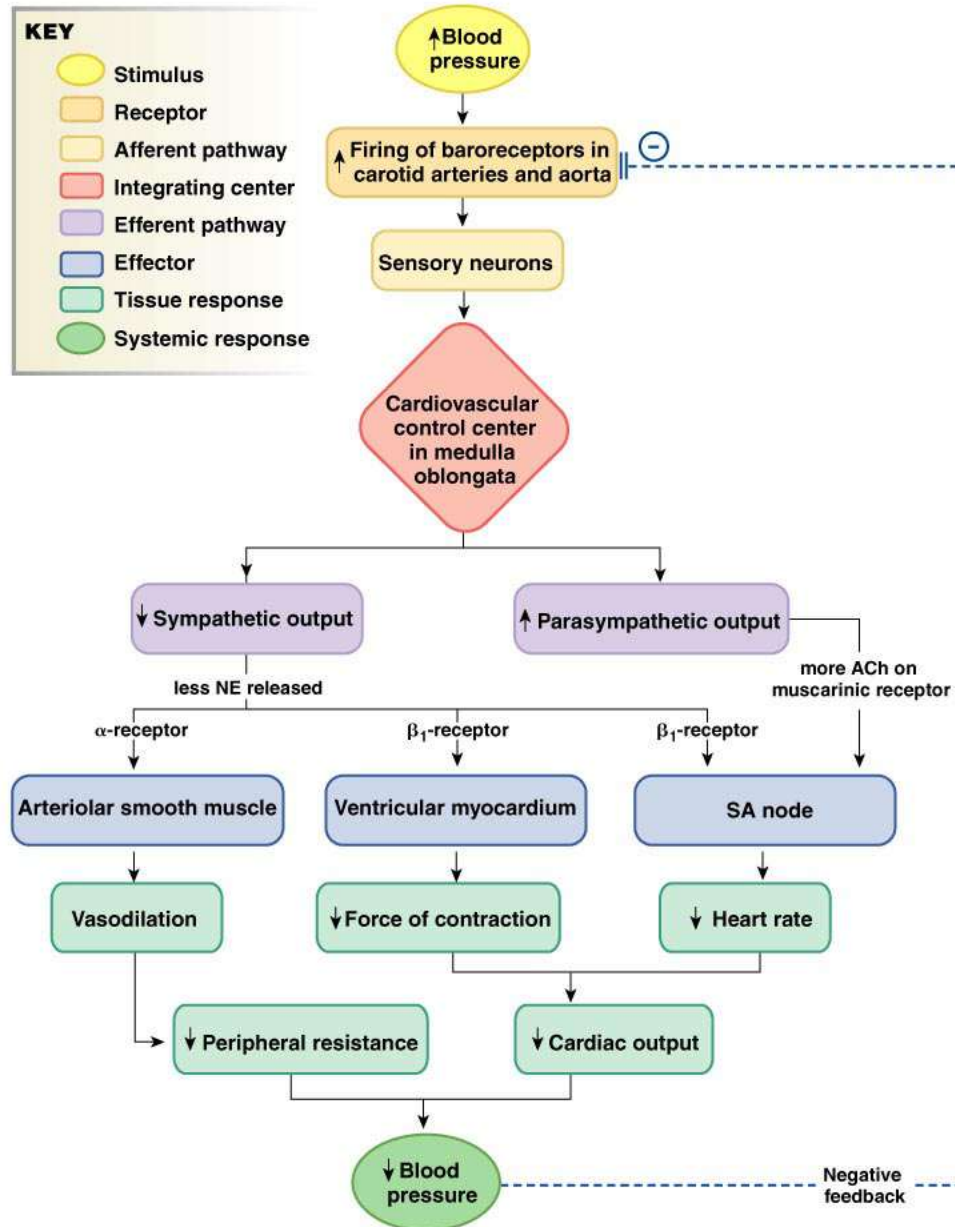 KEY
Stimulus
Receptor
Afferent pathway
Integrating center
Efferent pathway
Effector
Tissue response
Systemic response
↑Blood
pressure
↑ Firing of baroreceptors in
carotid arteries and aorta
−
Sensory neurons
Cardiovascular
control center
in medulla
oblongata
↓ Sympathetic output
↑ Parasympathetic output
less NE released
more ACh on
muscarinic receptor
α-receptor
β₁-receptor
β₁-receptor
Arteriolar smooth muscle
Ventricular myocardium
SA node
Vasodilation
↓ Force of contraction
↓ Heart rate
↓ Peripheral resistance
↓ Cardiac output
↓ Blood
pressure
Negative
feedback